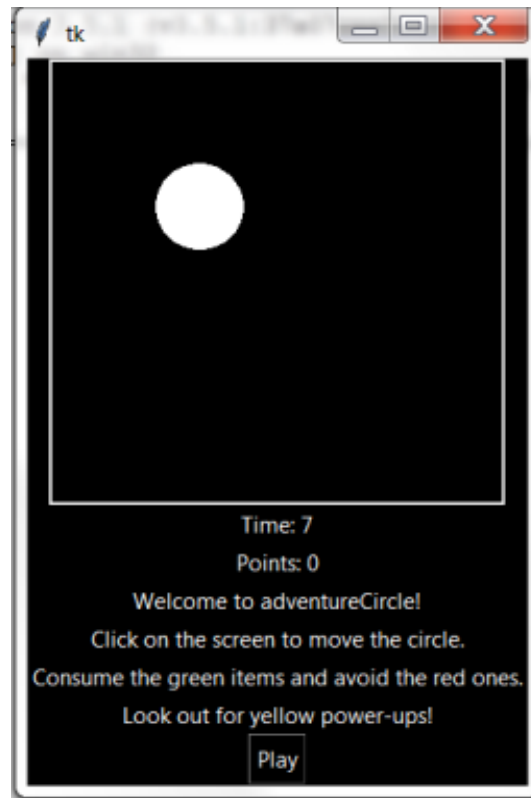 tk
Time: 7
Points: 0
Welcome to adventureCircle!
Click on the screen to move the circle.
Consume the green items and avoid the red ones.
Look out for yellow power-ups!
Play